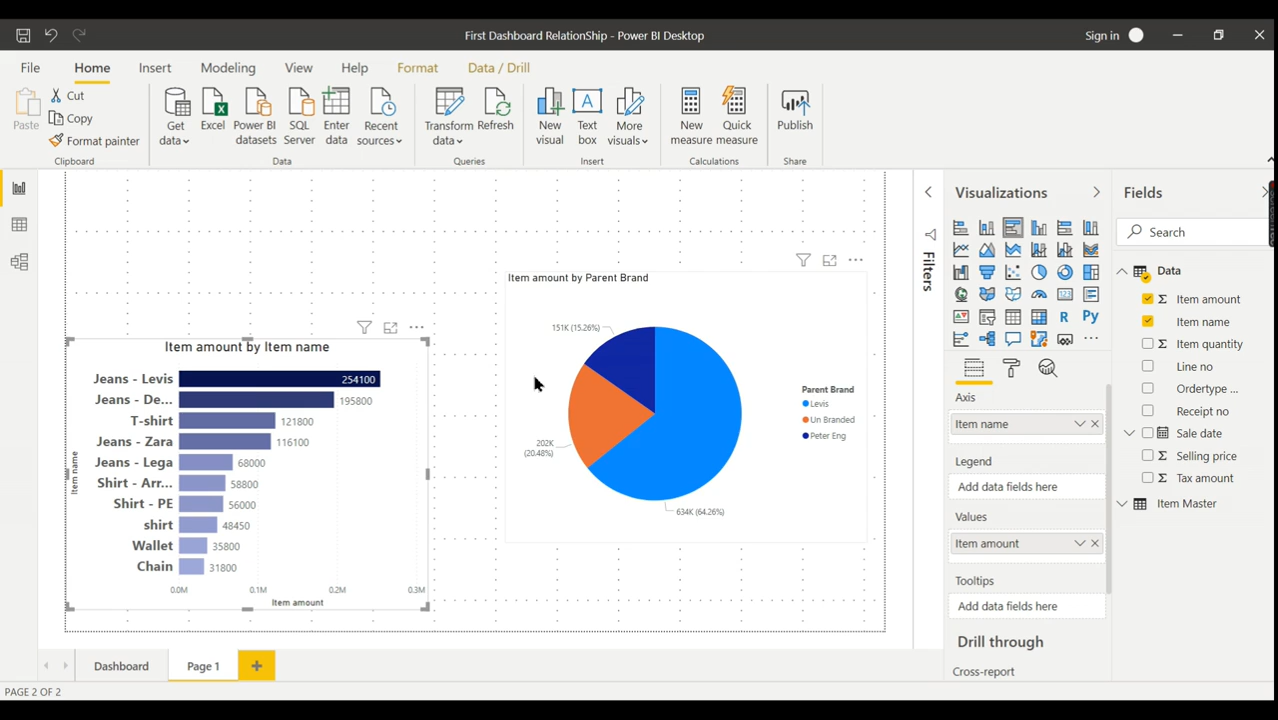 First Dashboard RelationShip - Power BI Desktop
Sign in
File Home Insert Modeling View Help Format Data / Drill
Paste
Cut
Copy
Format painter
Clipboard
Get data
Excel
Power BI datasets
SQL Server
Enter data
Recent sources
Data
Transform data
Refresh
Queries
New visual
A
Text box
More visuals
Insert
New measure
Quick measure
Calculations
Publish
Share
Item amount by Item name
Jeans - Levis 254100
Jeans - De... 195800
T-shirt 121800
Jeans - Zara 116100
Jeans - Lega 68000
Shirt - Arr... 58800
Shirt - PE 56000
shirt 48450
Wallet 35800
Chain 31800
0.0M 0.1M 0.2M 0.3M
Item amount
Item name
Item amount by Parent Brand
151K (15.26%)
202K
(20.48%)
634K (64.26%)
Parent Brand
Levis
Un Branded
Peter Eng
Filters
Visualizations
123
R Py
Axis
Item name
Legend
Add data fields here
Values
Item amount
Tooltips
Add data fields here
Drill through
Cross-report
Fields
Search
Data
Σ Item amount
Item name
Σ Item quantity
Line no
Ordertype ...
Receipt no
Sale date
Σ Selling price
Σ Tax amount
Item Master
Dashboard
Page 1
PAGE 2 OF 2